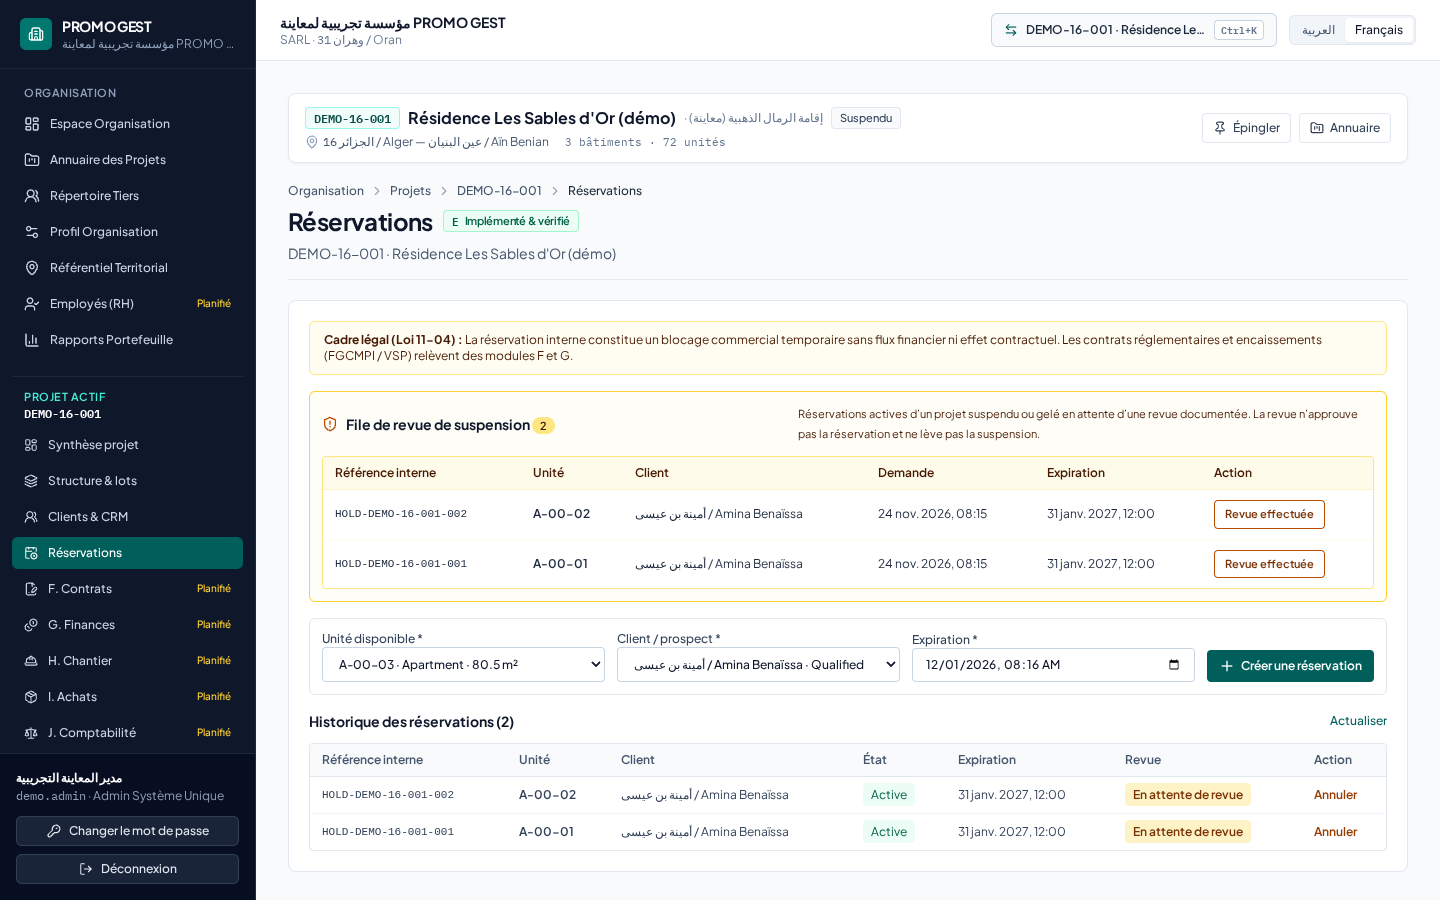 PROMOGEST
مؤسسة تجريبية لمعاينة PROMO ...
ORGANISATION
Espace Organisation
Annuaire des Projets
Répertoire Tiers
Profil Organisation
Référentiel Territorial
Employés (RH) Planifié
Rapports Portefeuille
PROJET ACTIF
DEMO-16-001
Synthèse projet
Structure & lots
Clients & CRM
Réservations
F. Contrats Planifié
G. Finances Planifié
H. Chantier Planifié
I. Achats Planifié
J. Comptabilité Planifié
مدير المعاينة التجريبية
demo.admin · Admin Système Unique
Changer le mot de passe
Déconnexion
مؤسسة تجريبية لمعاينة PROMO GEST
SARL · 31 وهران / Oran
DEMO-16-001 · Résidence Le... Ctrl+K
العربية Français
DEMO-16-001 Résidence Les Sables d'Or (démo) · إقامة الرمال الذهبية (معاينة) Suspendu
16 الجزائر / Alger — عين البنيان / Aïn Benian 3 bâtiments · 72 unités
Épingler Annuaire
Organisation > Projets > DEMO-16-001 > Réservations
Réservations E Implémenté & vérifié
DEMO-16-001 · Résidence Les Sables d'Or (démo)
Cadre légal (Loi 11-04) : La réservation interne constitue un blocage commercial temporaire sans flux financier ni effet contractuel. Les contrats réglementaires et encaissements
(FGCMPI / VSP) relèvent des modules F et G.
File de revue de suspension 2
Réservations actives d'un projet suspendu ou gelé en attente d'une revue documentée. La revue n'approuve
pas la réservation et ne lève pas la suspension.
Référence interne Unité Client Demande Expiration Action
HOLD-DEMO-16-001-002 A-00-02 أمينة بن عيسى / Amina Benaïssa 24 nov. 2026, 08:15 31 janv. 2027, 12:00 Revue effectuée
HOLD-DEMO-16-001-001 A-00-01 أمينة بن عيسى / Amina Benaïssa 24 nov. 2026, 08:15 31 janv. 2027, 12:00 Revue effectuée
Unité disponible * Client / prospect * Expiration *
A-00-03 · Apartment · 80.5 m² أمينة بن عيسى / Amina Benaïssa · Qualified 12/01/2026, 08:16 AM Créer une réservation
Historique des réservations (2) Actualiser
Référence interne Unité Client État Expiration Revue Action
HOLD-DEMO-16-001-002 A-00-02 أمينة بن عيسى / Amina Benaïssa Active 31 janv. 2027, 12:00 En attente de revue Annuler
HOLD-DEMO-16-001-001 A-00-01 أمينة بن عيسى / Amina Benaïssa Active 31 janv. 2027, 12:00 En attente de revue Annuler